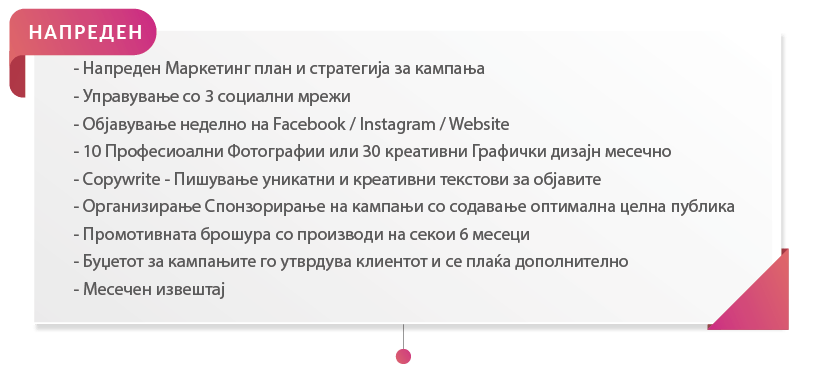 НАПРЕДЕН
- Напреден Маркетинг план и стратегија за кампања
- Управување со 3 социални мрежи
- Објавување неделно на Facebook / Instagram / Website
- 10 Професиоални Фотографии или 30 креативни Графички дизајн месечно
- Copywrite - Пишување уникатни и креативни текстови за објавите
- Организирање Спонзорирање на кампањи со содавање оптимална целна публика
- Промотивната брошура со производи на секои 6 месеци
- Буџетот за кампањите го утврдува клиентот и се плаќа дополнително
- Месечен извештај